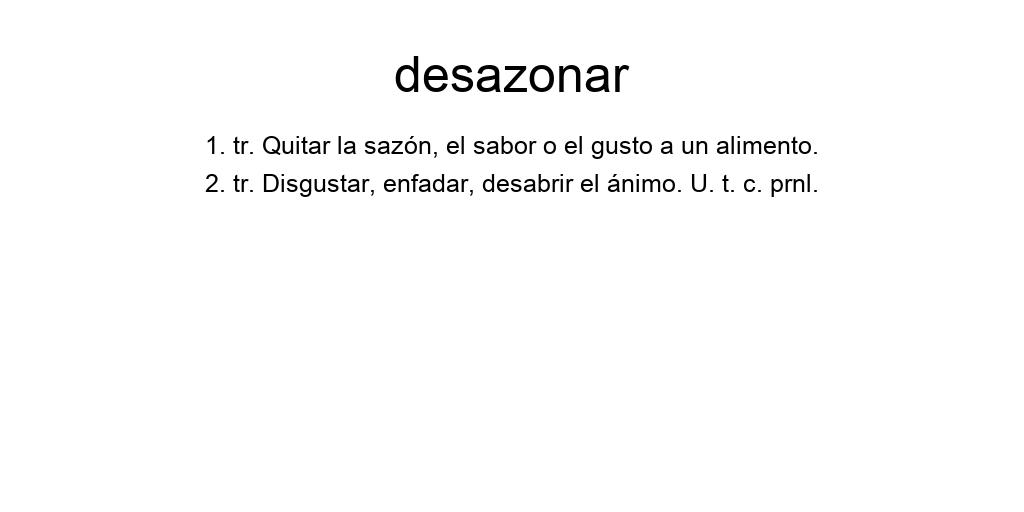 desazonar
1. tr. Quitar la sazón, el sabor o el gusto a un alimento.
2. tr. Disgustar, enfadar, desabrir el ánimo. U. t. c. prnl.